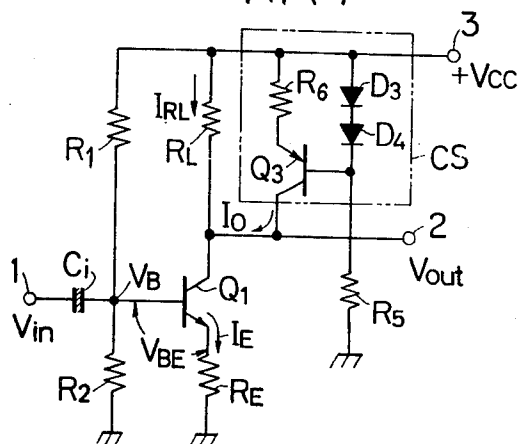 3
+VCC
R6
D3
IRL
R1
RL
D4
Q3
CS
IO
2
Vout
1
Ci
VB
Q1
Vin
IE
VBE
R5
R2
RE